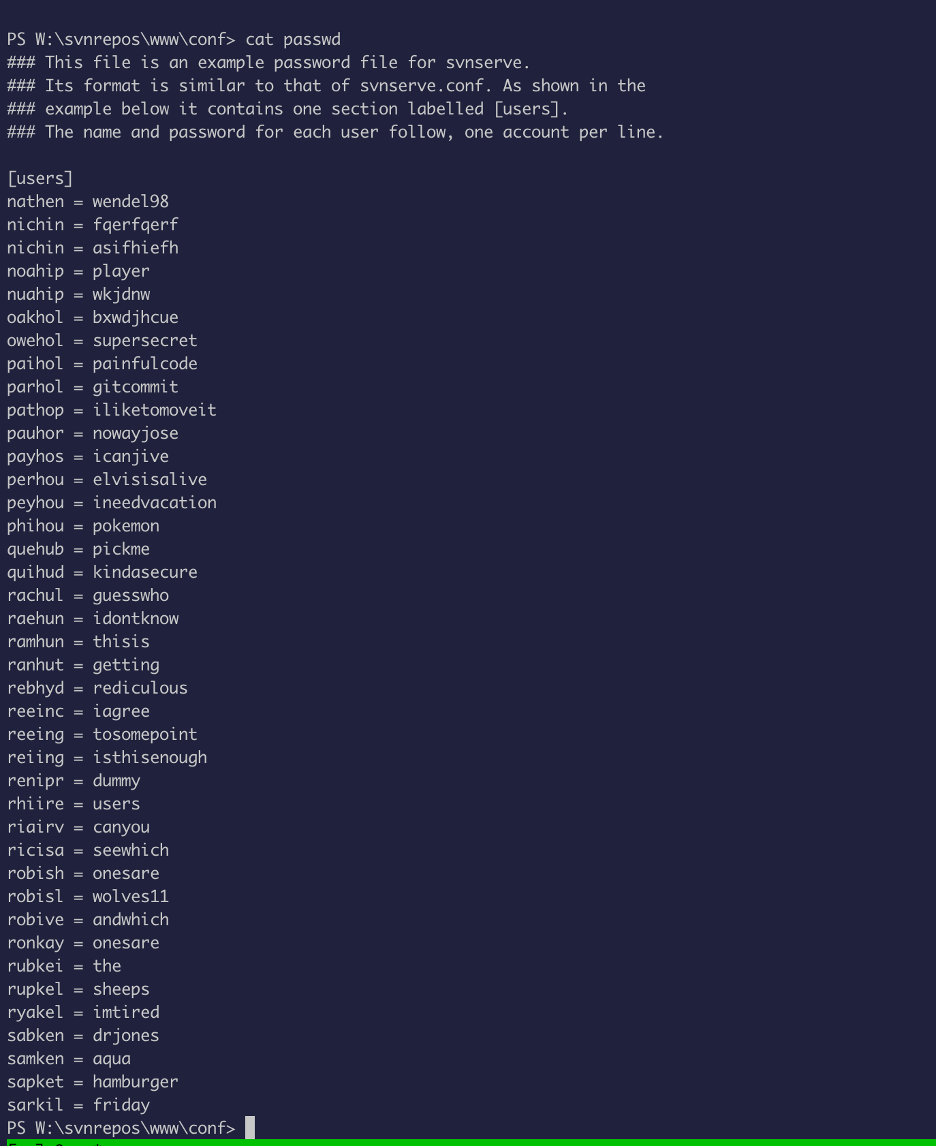 PS W:\svnrepos\www\conf> cat passwd
### This file is an example password file for svnserve.
### Its format is similar to that of svnserve.conf. As shown in the
### example below it contains one section labelled [users].
### The name and password for each user follow, one account per line.
[users]
nathen = wendel98
nichin = fqerfqerf
nichin = asifhiefh
noahip = player
nuahip = wkjdnw
oakhol = bxwdjhcue
owehol = supersecret
paihol = painfulcode
parhol = gitcommit
pathop = iliketomoveit
pauhor = nowayjose
payhos = icanjive
perhou = elvisisalive
peyhou = ineedvacation
phihou = pokemon
quehub = pickme
quihud = kindasecure
rachul = guesswho
raehun = idontknow
ramhun = thisis
ranhut = getting
rebhyd = rediculous
reeinc = iagree
reeing = tosomepoint
reiing = isthisenough
renipr = dummy
rhiire = users
riairv = canyou
ricisa = seewhich
robish = onesare
robisl = wolves11
robive = andwhich
ronkay = onesare
rubkei = the
rupkel = sheeps
ryakel = imtired
sabken = drjones
samken = aqua
sapket = hamburger
sarkil = friday
PS W:\svnrepos\www\conf>